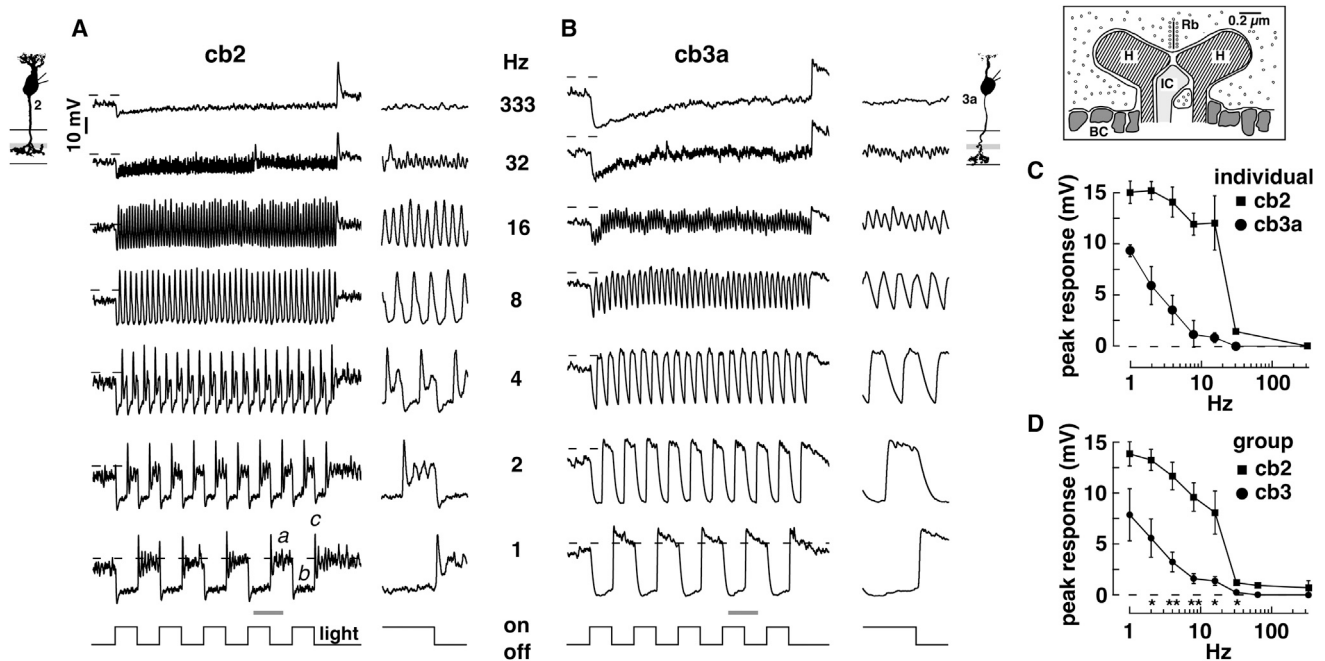 A
cb2
2
10 mV
Hz
333
32
16
8
4
2
1
a
b
c
light
on
off
B
cb3a
3a
Rb
0.2 µm
H
H
IC
BC
C
individual
cb2
cb3a
peak response (mV)
15
10
5
0
1
10
100
Hz
D
group
cb2
cb3
peak response (mV)
15
10
5
0
* ** ** * *
1
10
100
Hz